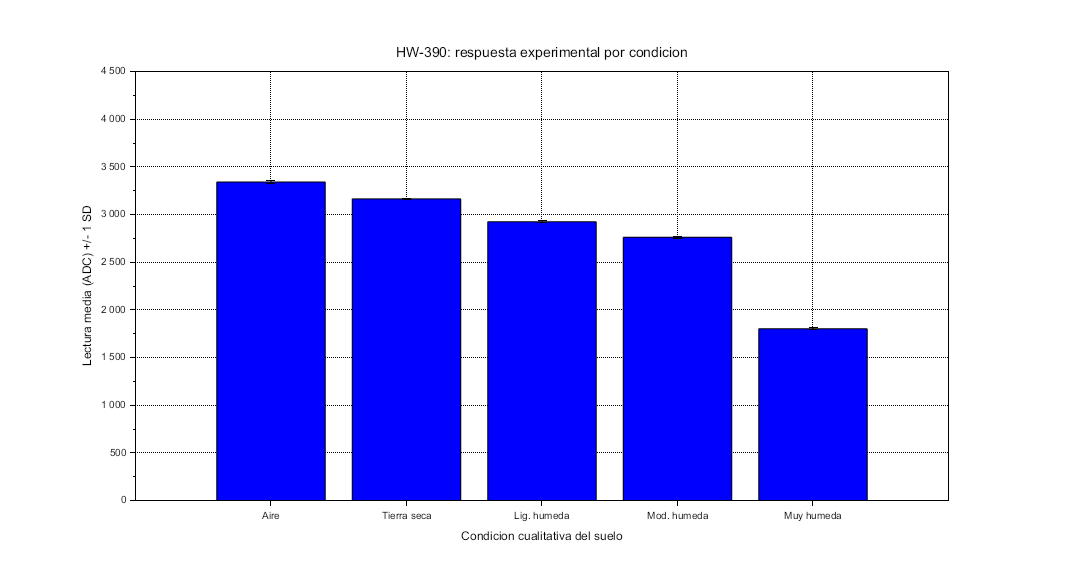 HW-390: respuesta experimental por condicion
4 500
4 000
3 500
3 000
2 500
2 000
1 500
1 000
500
0
Lectura media (ADC) +/- 1 SD
Aire
Tierra seca
Lig. humeda
Mod. humeda
Muy humeda
Condicion cualitativa del suelo